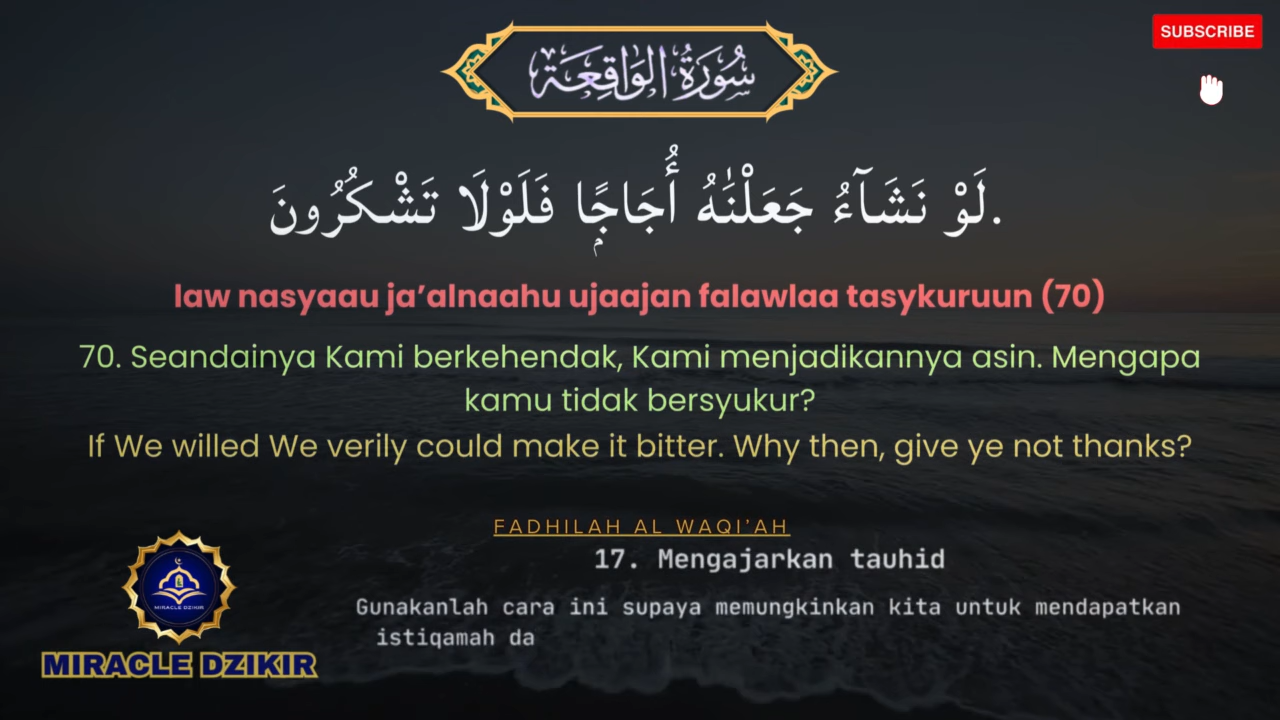 سُورَةُ الوَاقِعَة
SUBSCRIBE
لَوْ نَشَآءُ جَعَلْنٰهُ أُجَاجًۭا فَلَوْلَا تَشْكُرُونَ.
law nasyaau ja’alnaahu ujaajan falawlaa tasykuruun (70)
70. Seandainya Kami berkehendak, Kami menjadikannya asin. Mengapa
kamu tidak bersyukur?
If We willed We verily could make it bitter. Why then, give ye not thanks?
FADHILAH AL WAQI’AH
17. Mengajarkan tauhid
Gunakanlah cara ini supaya memungkinkan kita untuk mendapatkan
istiqamah da
MIRACLE DZIKIR
MIRACLE DZIKIR